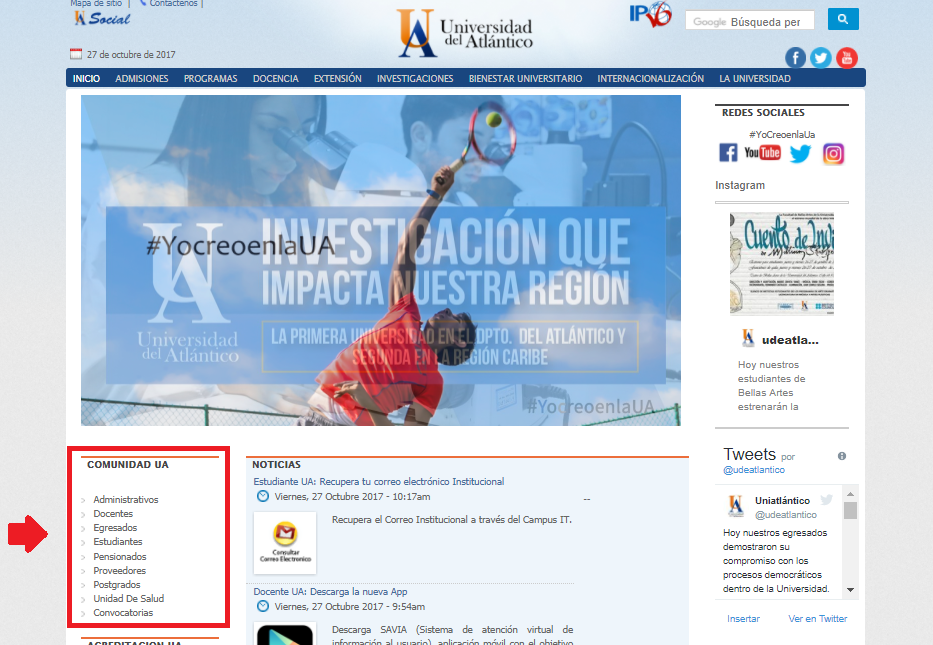 Mapa de sitio | Contáctenos |
Social
27 de octubre de 2017
Universidad
del Atlántico
IPV6
Google Búsqueda per
INICIO ADMISIONES PROGRAMAS DOCENCIA EXTENSIÓN INVESTIGACIONES BIENESTAR UNIVERSITARIO INTERNACIONALIZACIÓN LA UNIVERSIDAD
#YocreoenlaUA
Universidad
del Atlántico
INVESTIGACIÓN QUE
IMPACTA NUESTRA REGIÓN
LA PRIMERA UNIVERSIDAD EN EL DPTO. DEL ATLÁNTICO Y
SEGUNDA EN LA REGIÓN CARIBE
#YocreoenlaUA
REDES SOCIALES
#YoCreoenlaUa
YouTube
Instagram
Cuento de Invi
udeatla...
Hoy nuestros
estudiantes de
Bellas Artes
estrenarán la
Tweets por
@udeatlantico
Uniatlántico
@udeatlantico
Hoy nuestros egresados
demostraron su
compromiso con los
procesos democráticos
dentro de la Universidad.
Insertar Ver en Twitter
COMUNIDAD UA
Administrativos
Docentes
Egresados
Estudiantes
Pensionados
Proveedores
Postgrados
Unidad De Salud
Convocatorias
ACREDITACION UA
NOTICIAS
Estudiante UA: Recupera tu correo electrónico Institucional
Viernes, 27 Octubre 2017 - 10:17am --
Consultar
Correo Electronico
Recupera el Correo Institucional a través del Campus IT.
Docente UA: Descarga la nueva App
Viernes, 27 Octubre 2017 - 9:54am
Descarga SAVIA (Sistema de atención virtual de
información al usuario), aplicación móvil con el objetivo